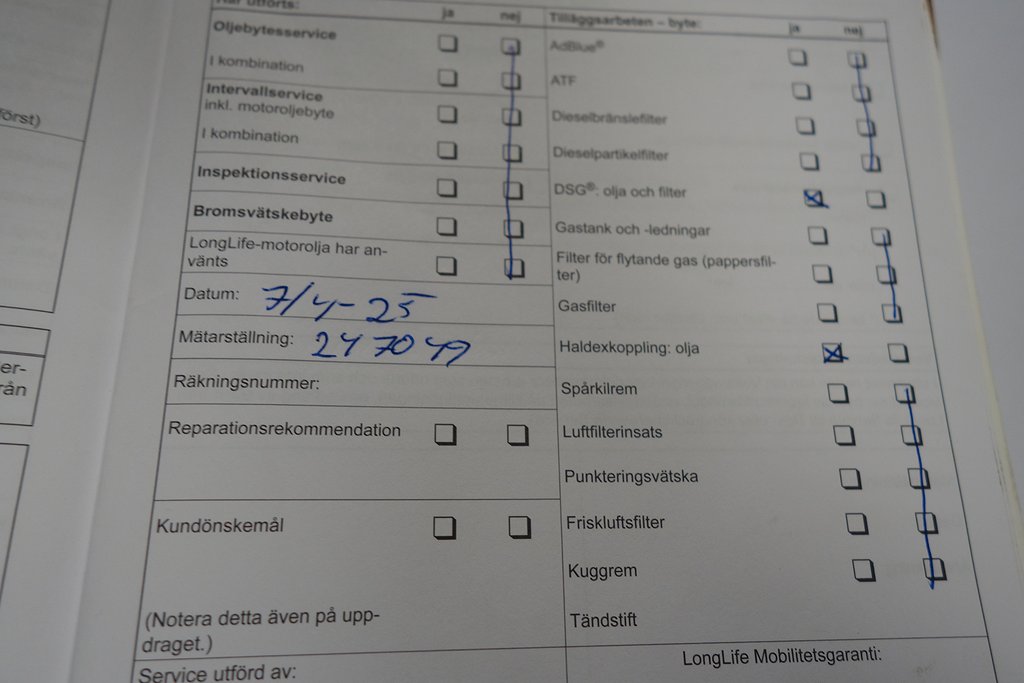 först)
er-
rån
När utförts:
ja nej
Oljebytesservice
I kombination
Intervallservice
inkl. motoroljebyte
I kombination
Inspektionsservice
Bromsvätskebyte
LongLife-motorolja har an-
vänts
Datum: 7/4-25
Mätarställning: 247049
Räkningsnummer:
Reparationsrekommendation
Kundönskemål
(Notera detta även på upp-
draget.)
Service utförd av:
Tilläggsarbeten – byte:
ja nej
AdBlue®
ATF
Dieselbränslefilter
Dieselpartikelfilter
DSG®: olja och filter
Gastank och -ledningar
Filter för flytande gas (pappersfil-
ter)
Gasfilter
Haldexkoppling: olja
Spårkilrem
Luftfilterinsats
Punkteringsvätska
Friskluftsfilter
Kuggrem
Tändstift
LongLife Mobilitetsgaranti: